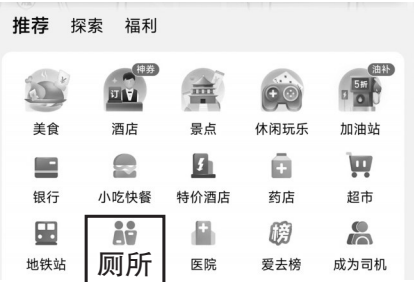 推荐 探索 福利
神券 油补
订 5折
美食 酒店 景点 休闲玩乐 加油站
银行 小吃快餐 特价酒店 药店 超市
榜
地铁站 厕所 医院 爱去榜 成为司机